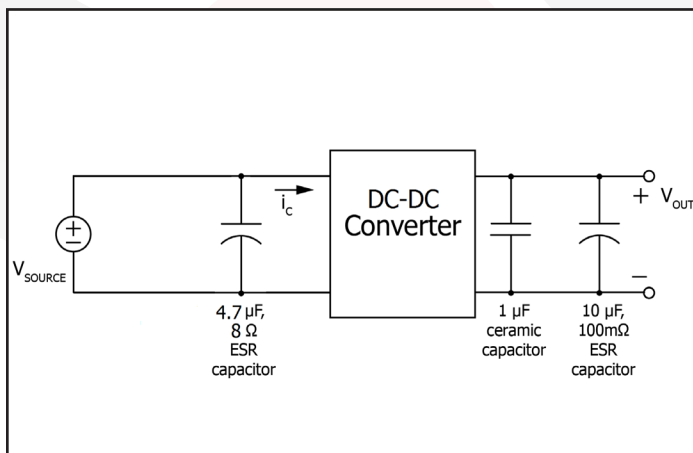 DC-DC
Converter
i_c
+ V_OUT
+
−
V_SOURCE
−
4.7 µF,
8 Ω
ESR
capacitor
1 µF
ceramic
capacitor
10 µF,
100mΩ
ESR
capacitor